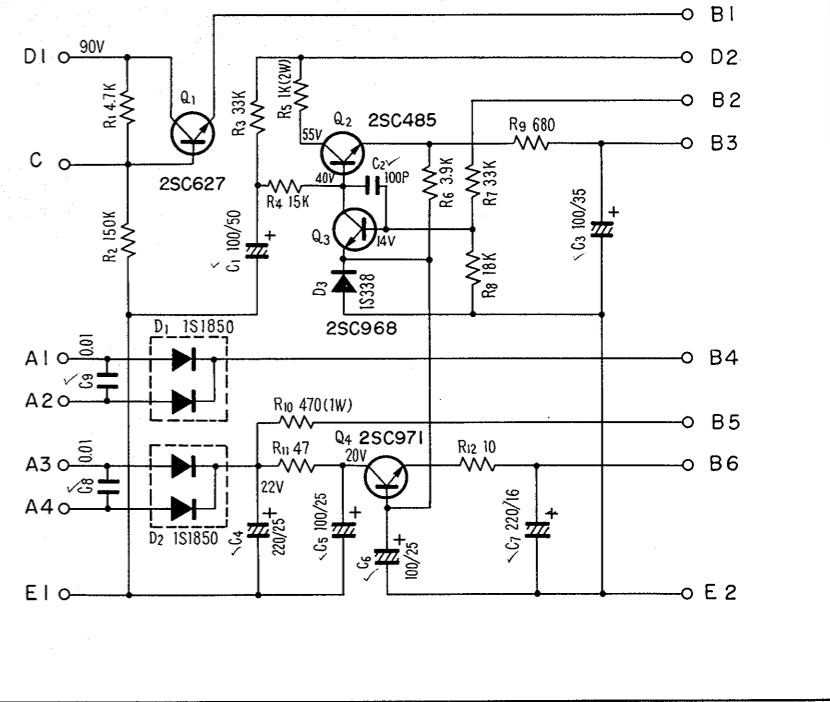 B1
D1 90V D2
R1 4.7K
Q1
R3 33K
R5 1K(2W)
B2
Q2 2SC485
R9 680
B3
55V
C
2SC627
C2 100P
40V
R4 15K
R6 3.9K
R7 33K
R2 150K
C1 100/50
+
Q3
14V
C3 100/35
+
D3
1S338
R8 18K
2SC968
D1 1S1850
A1 0.01 B4
C9
A2
R10 470(1W)
B5
R11 47
Q4 2SC971
20V
R12 10
A3 0.01 B6
22V
C8
A4
D2 1S1850
C4 220/25
+
C5 100/25
+
C6 100/25
+
C7 220/16
+
E1 E2